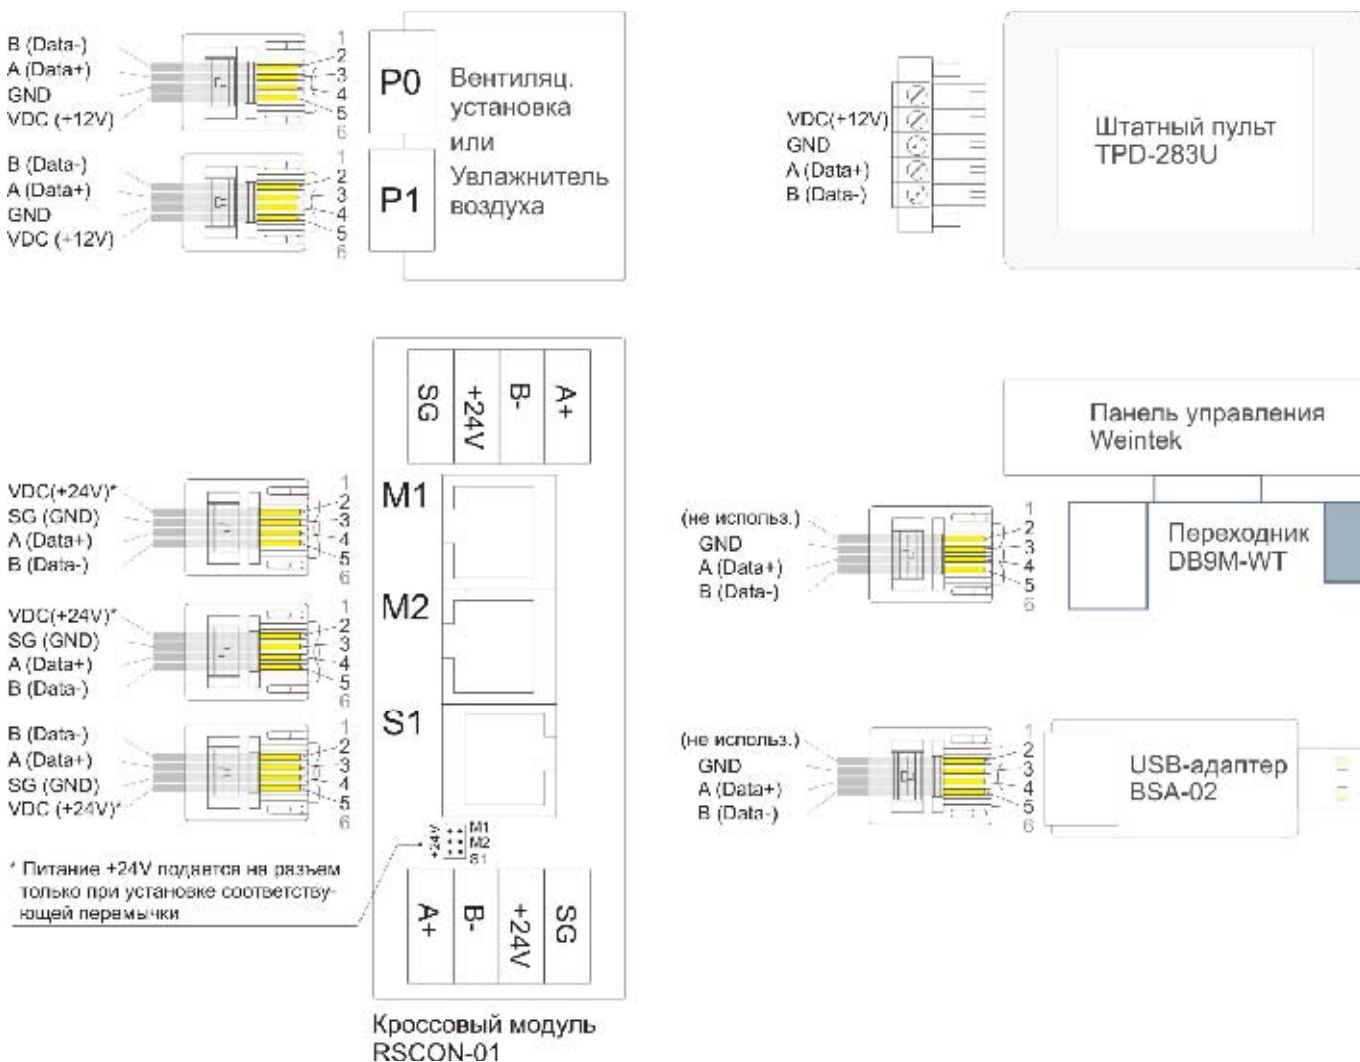 B (Data-)
A (Data+)
GND
VDC (+12V)
1
2
3
4
5
6
P0
B (Data-)
A (Data+)
GND
VDC (+12V)
1
2
3
4
5
6
P1
Вентиляц.
установка
или
Увлажнитель
воздуха
VDC(+12V)
GND
A (Data+)
B (Data-)
Штатный пульт
TPD-283U
SG
+24V
B-
A+
VDC(+24V)*
SG (GND)
A (Data+)
B (Data-)
1
2
3
4
5
6
M1
VDC(+24V)*
SG (GND)
A (Data+)
B (Data-)
1
2
3
4
5
6
M2
B (Data-)
A (Data+)
SG (GND)
VDC (+24V)*
1
2
3
4
5
6
S1
+24V
M1
M2
S1
* Питание +24V подается на разъем
только при установке соответству-
ющей перемычки
A+
B-
+24V
SG
Кроссовый модуль
RSCON-01
Панель управления
Weintek
(не использ.)
GND
A (Data+)
B (Data-)
1
2
3
4
5
6
Переходник
DB9M-WT
(не использ.)
GND
A (Data+)
B (Data-)
1
2
3
4
5
6
USB-адаптер
BSA-02